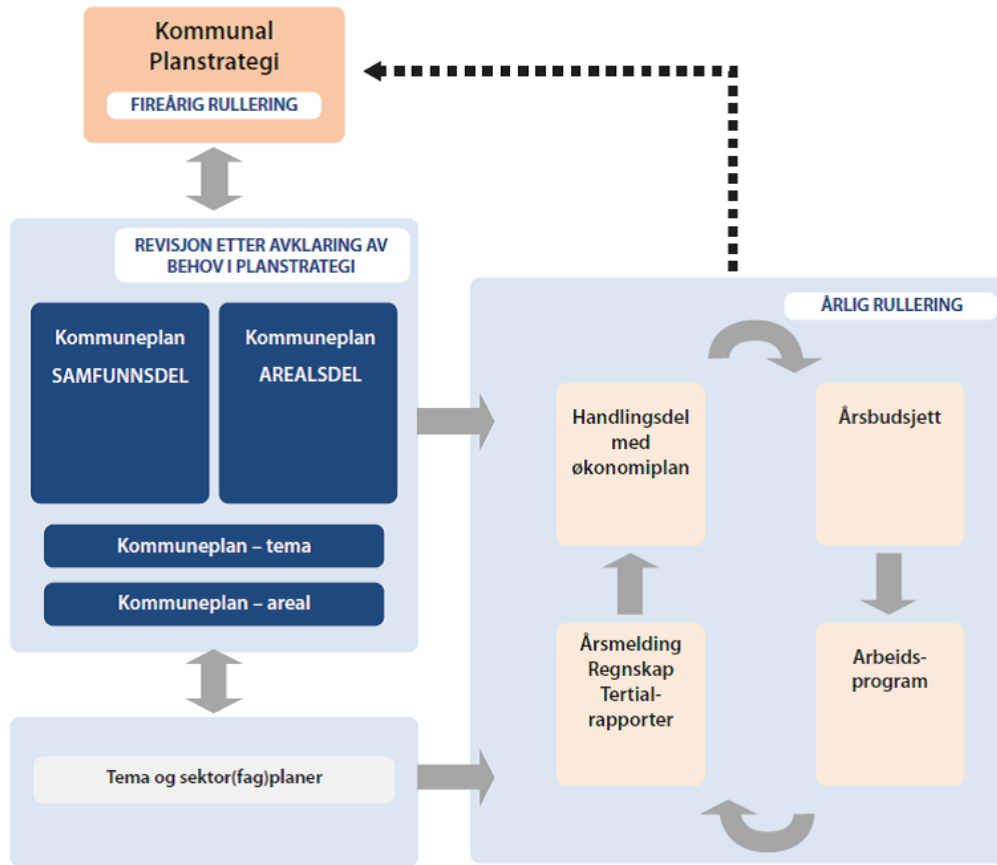 Kommunal
Planstrategi
FIREÅRIG RULLERING
REVISJON ETTER AVKLARING AV
BEHOV I PLANSTRATEGI
Kommuneplan
SAMFUNNSDEL
Kommuneplan
AREALSDEL
Kommuneplan – tema
Kommuneplan – areal
Tema og sektor(fag)planer
ÅRLIG RULLERING
Handlingsdel
med
økonomiplan
Årsbudsjett
Årsmelding
Regnskap
Tertial-
rapporter
Arbeids-
program